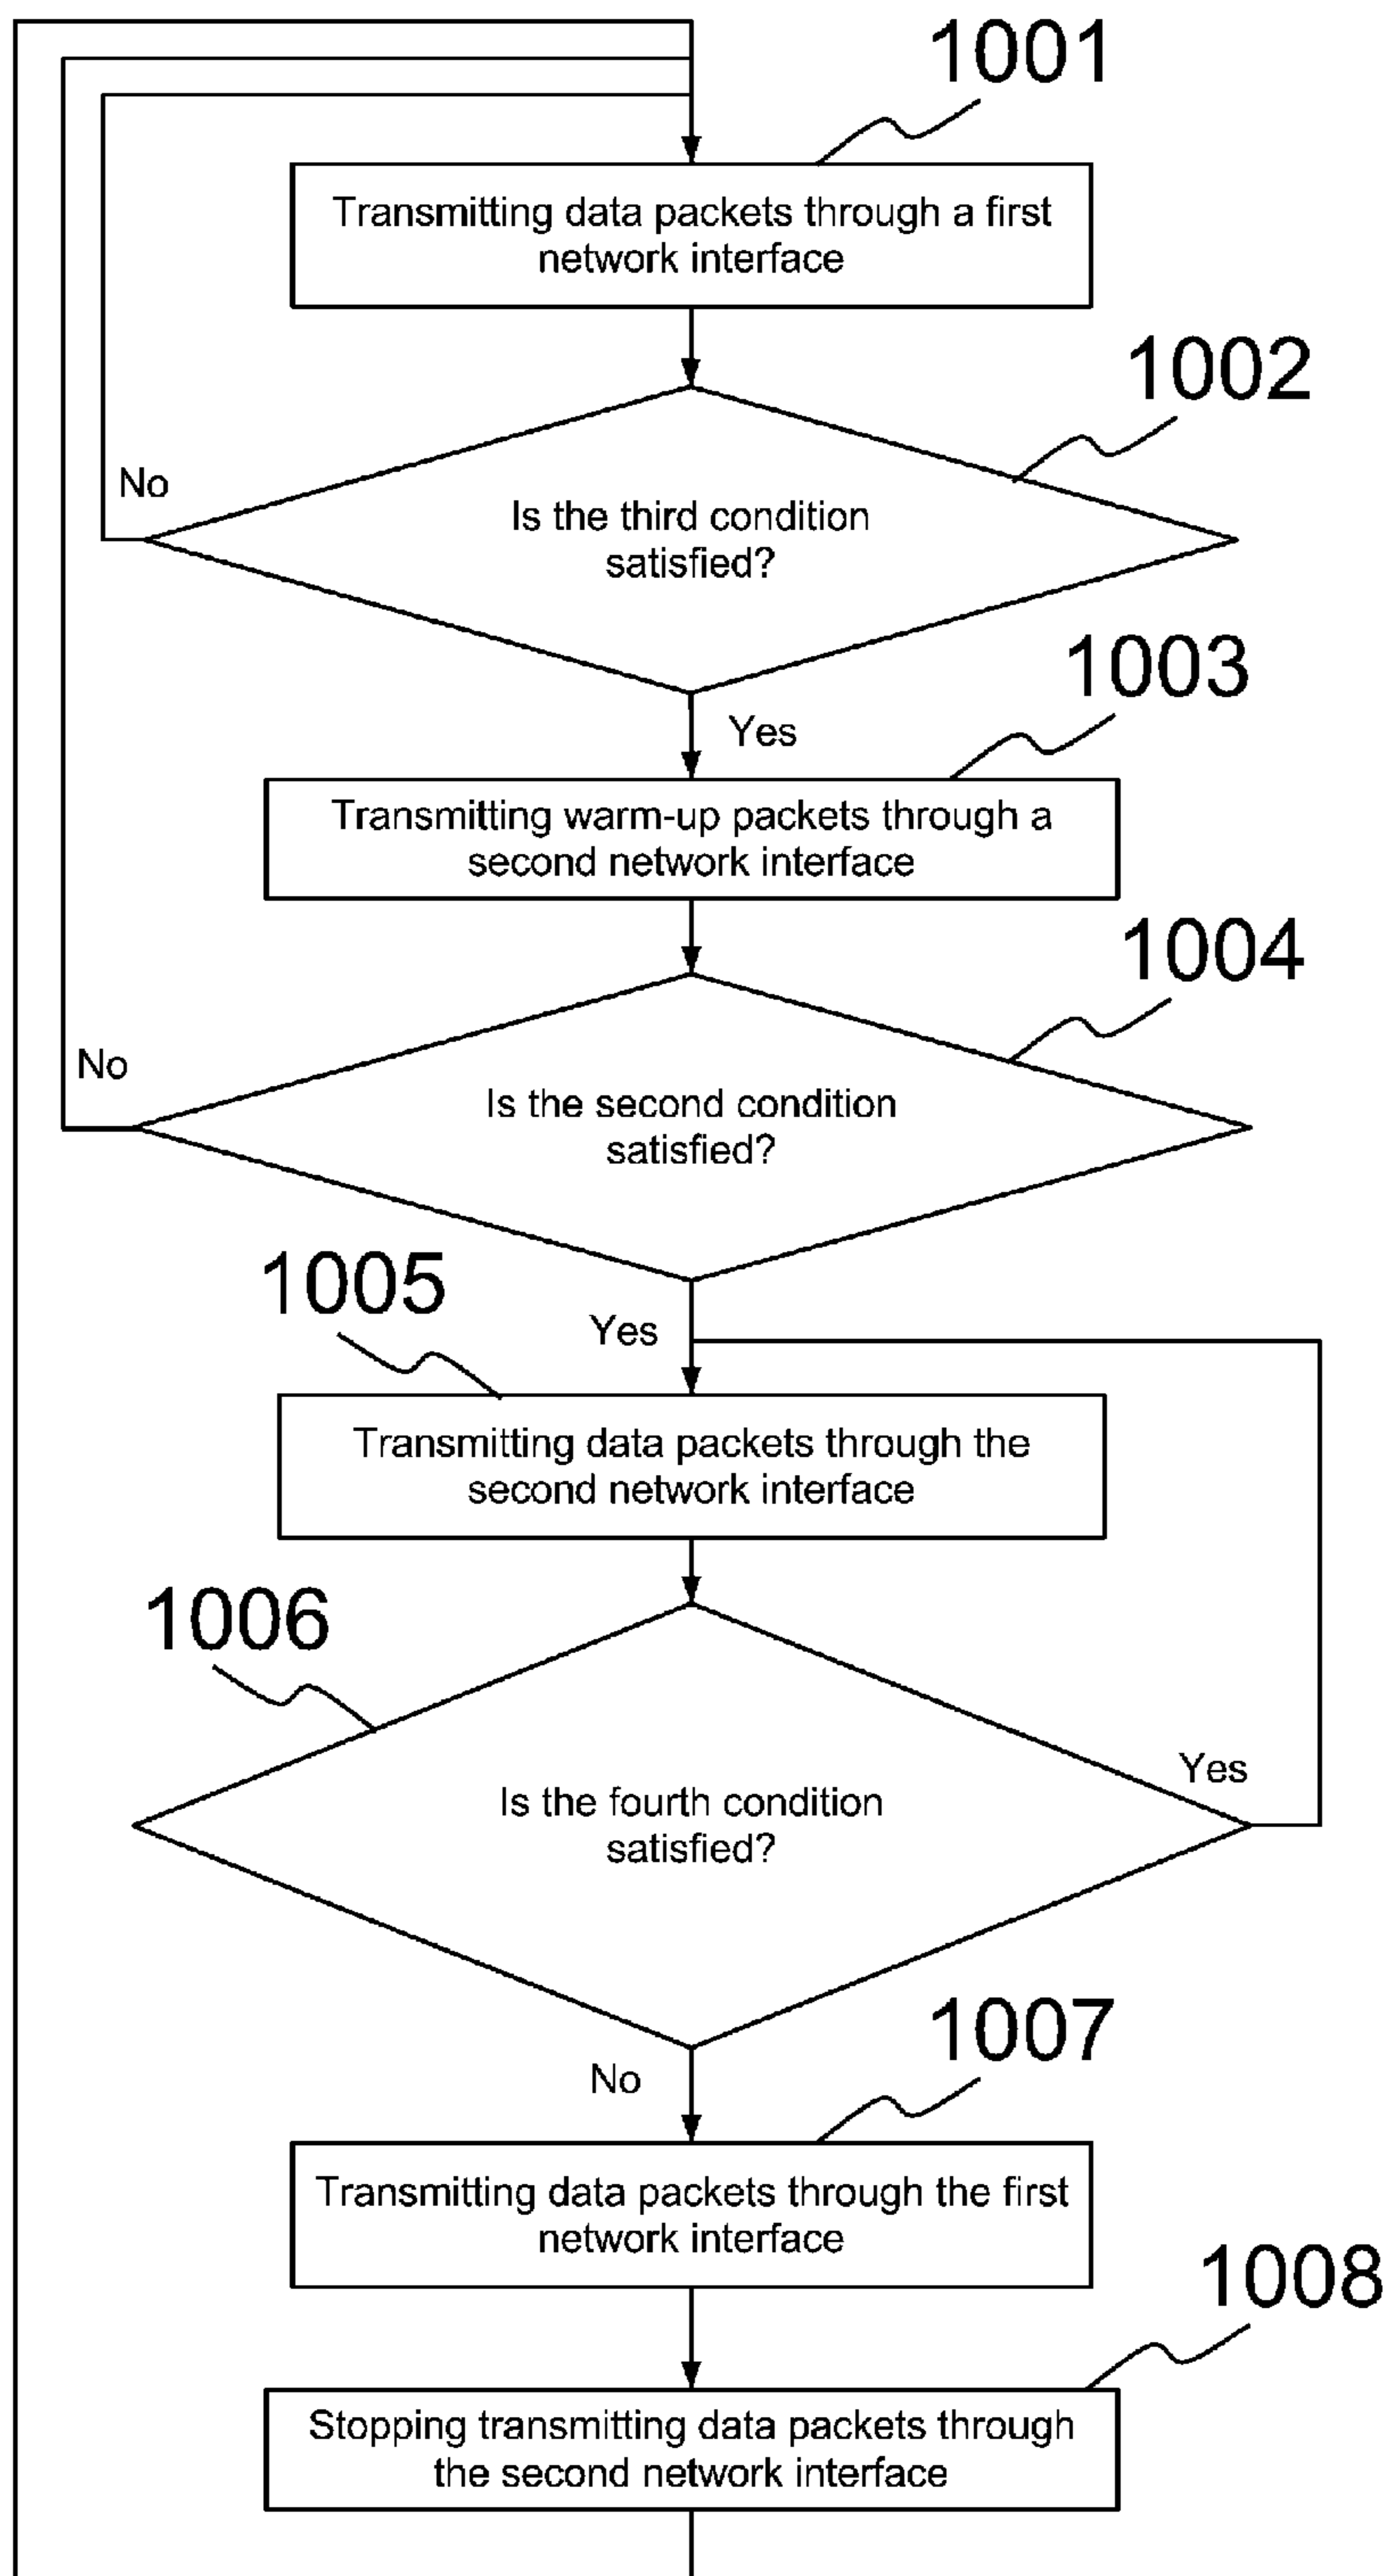 1001
Transmitting data packets through a first
network interface
1002
No
Is the third condition
satisfied?
1003
Yes
Transmitting warm-up packets through a
second network interface
1004
No
Is the second condition
satisfied?
1005
Yes
Transmitting data packets through the
second network interface
1006
Yes
Is the fourth condition
satisfied?
1007
No
Transmitting data packets through the first
network interface
1008
Stopping transmitting data packets through
the second network interface